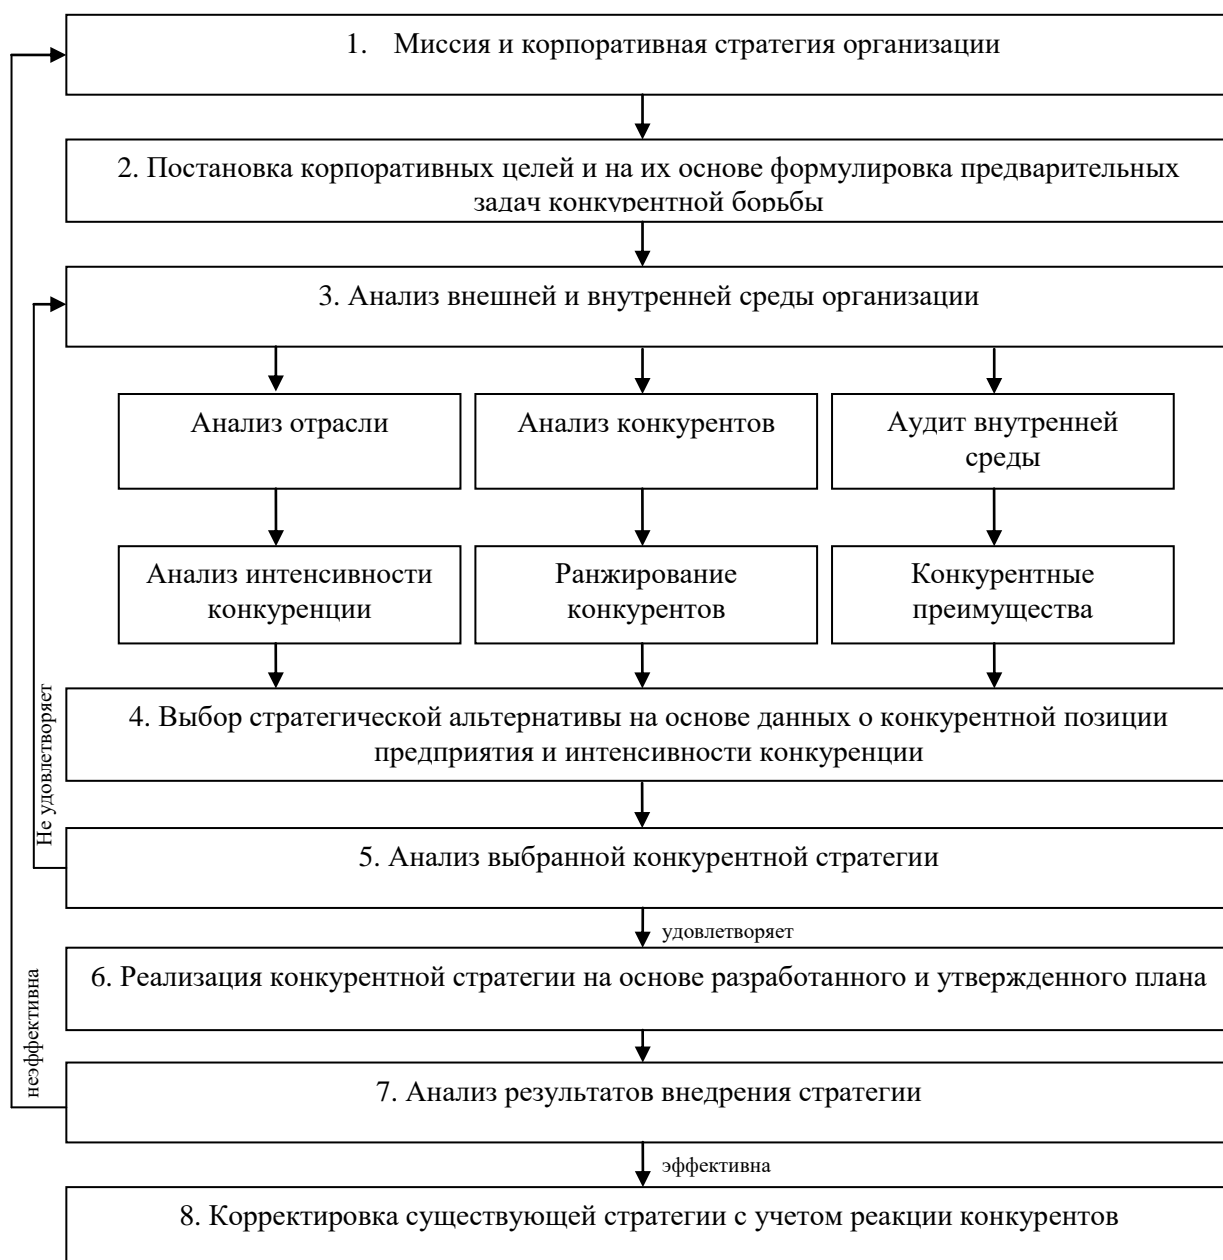 1. Миссия и корпоративная стратегия организации
2. Постановка корпоративных целей и на их основе формулировка предварительных
задач конкурентной борьбы
3. Анализ внешней и внутренней среды организации
Анализ отрасли
Анализ конкурентов
Аудит внутренней
среды
Анализ интенсивности
конкуренции
Ранжирование
конкурентов
Конкурентные
преимущества
Не удовлетворяет
4. Выбор стратегической альтернативы на основе данных о конкурентной позиции
предприятия и интенсивности конкуренции
5. Анализ выбранной конкурентной стратегии
удовлетворяет
6. Реализация конкурентной стратегии на основе разработанного и утвержденного плана
неэффективна
7. Анализ результатов внедрения стратегии
эффективна
8. Корректировка существующей стратегии с учетом реакции конкурентов